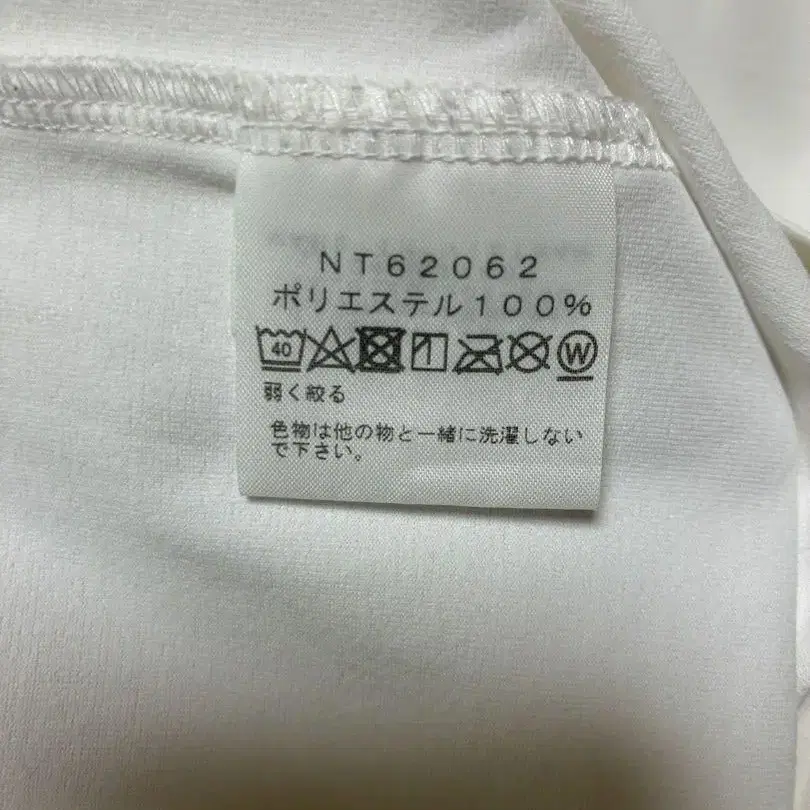 NT62062
ポリエステル100%
40 W
弱く絞る
色物は他の物と一緒に洗濯しない
で下さい。